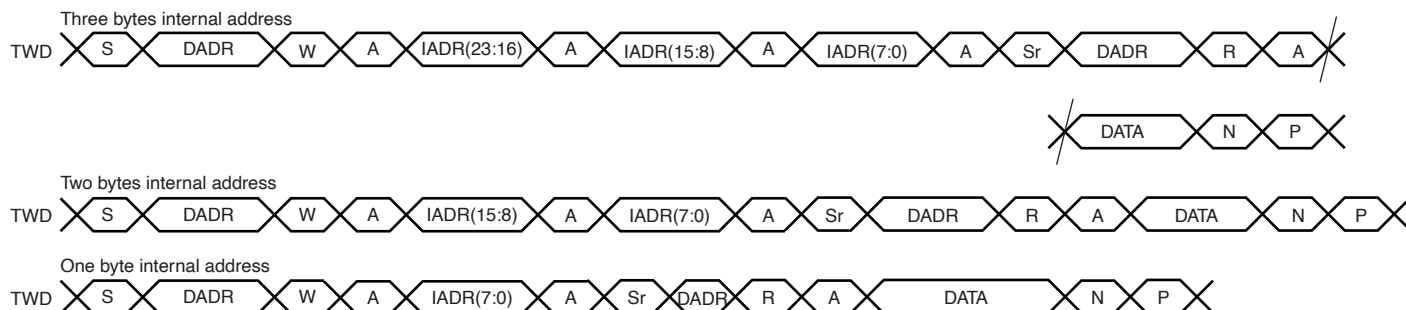 Three bytes internal address
TWD S DADR W A IADR(23:16) A IADR(15:8) A IADR(7:0) A Sr DADR R A
DATA N P
Two bytes internal address
TWD S DADR W A IADR(15:8) A IADR(7:0) A Sr DADR R A DATA N P
One byte internal address
TWD S DADR W A IADR(7:0) A Sr DADR R A DATA N P